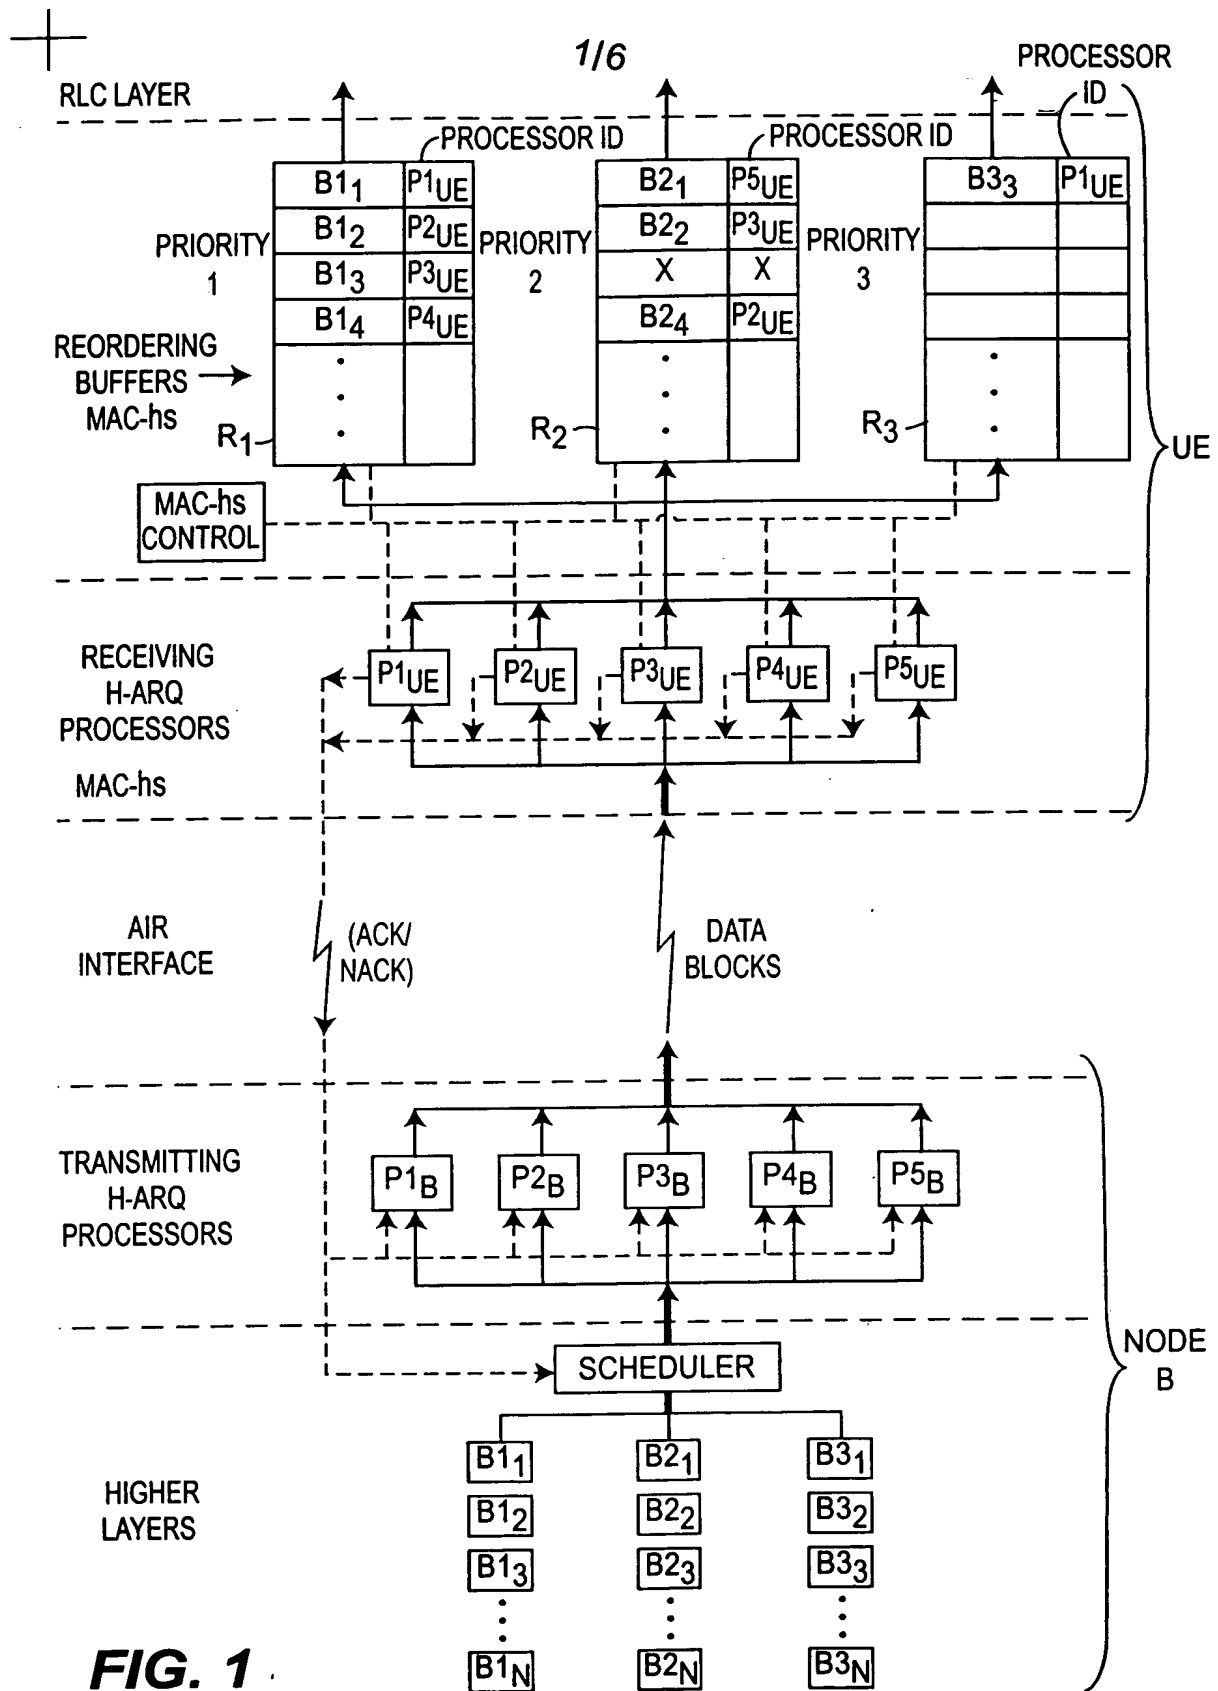 1/6
PROCESSOR
ID
RLC LAYER
PROCESSOR ID
PROCESSOR ID
B1₁ P1UE
B2₁ P5UE
B3₃ P1UE
PRIORITY
1
B1₂ P2UE
B1₃ P3UE
B1₄ P4UE
PRIORITY
2
B2₂ P3UE
X X
B2₄ P2UE
PRIORITY
3
REORDERING
BUFFERS
MAC-hs
R₁
R₂
R₃
UE
MAC-hs
CONTROL
RECEIVING
H-ARQ
PROCESSORS
P1UE P2UE P3UE P4UE P5UE
MAC-hs
AIR
INTERFACE
(ACK/
NACK)
DATA
BLOCKS
TRANSMITTING
H-ARQ
PROCESSORS
P1B P2B P3B P4B P5B
SCHEDULER
NODE
B
HIGHER
LAYERS
B1₁ B2₁ B3₁
B1₂ B2₂ B3₂
B1₃ B2₃ B3₃
B1N B2N B3N
FIG. 1